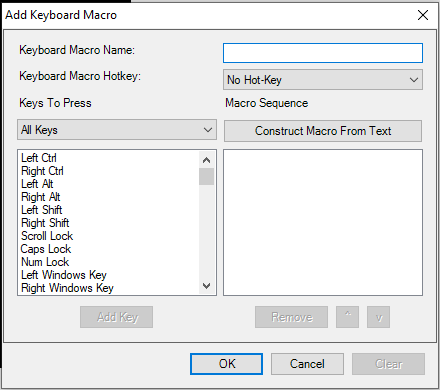 Add Keyboard Macro
Keyboard Macro Name:
Keyboard Macro Hotkey:
No Hot-Key
Keys To Press
Macro Sequence
All Keys
Construct Macro From Text
Left Ctrl
Right Ctrl
Left Alt
Right Alt
Left Shift
Right Shift
Scroll Lock
Caps Lock
Num Lock
Left Windows Key
Right Windows Key
Add Key
Remove
^
v
OK
Cancel
Clear